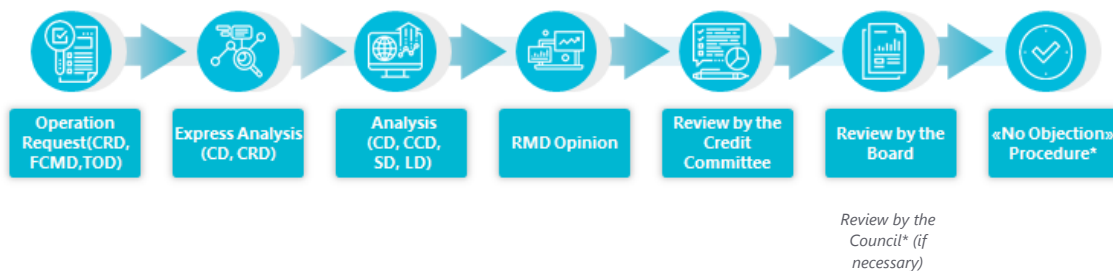 Operation
Request(CRD,
FCMD,TOD)
Express Analysis
(CD, CRD)
Analysis
(CD, CCD,
SD, LD)
RMD Opinion
Review by the
Credit
Committee
Review by the
Board
«No Objection»
Procedure*
Review by the
Council* (if
necessary)